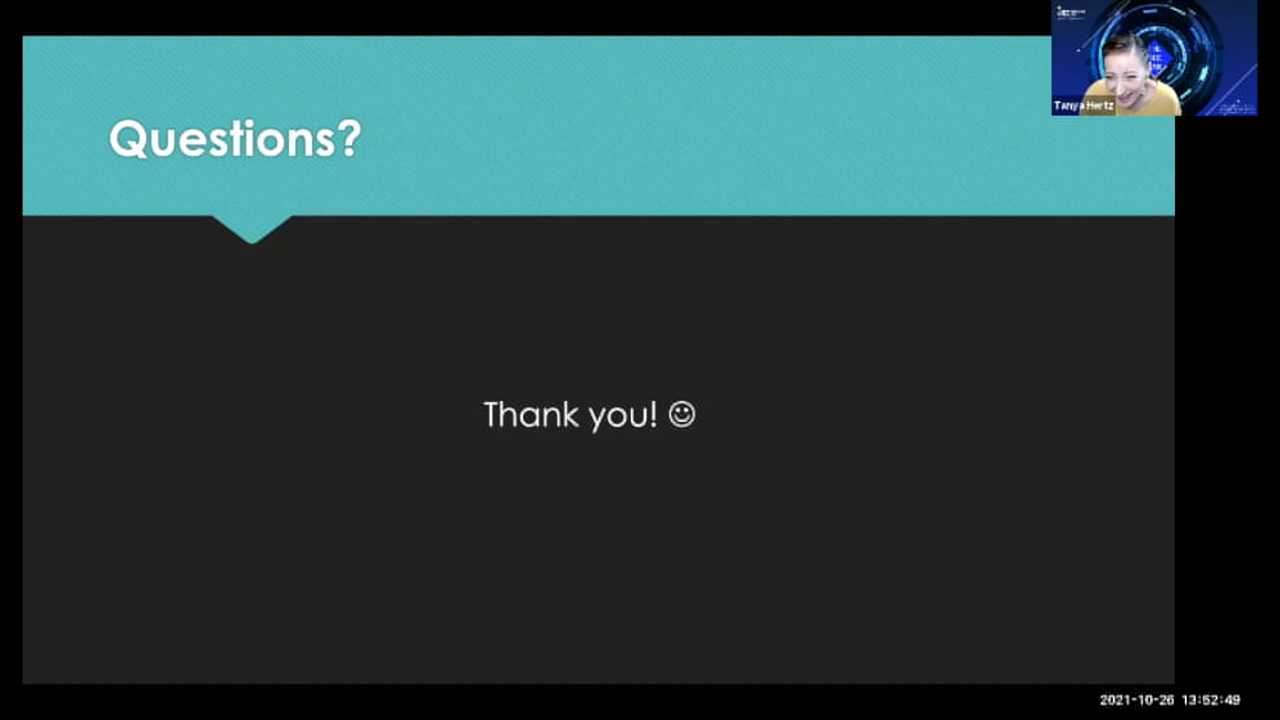 Tanya Hertz
Questions?
Thank you! ☺
2021-10-26 13:52:49